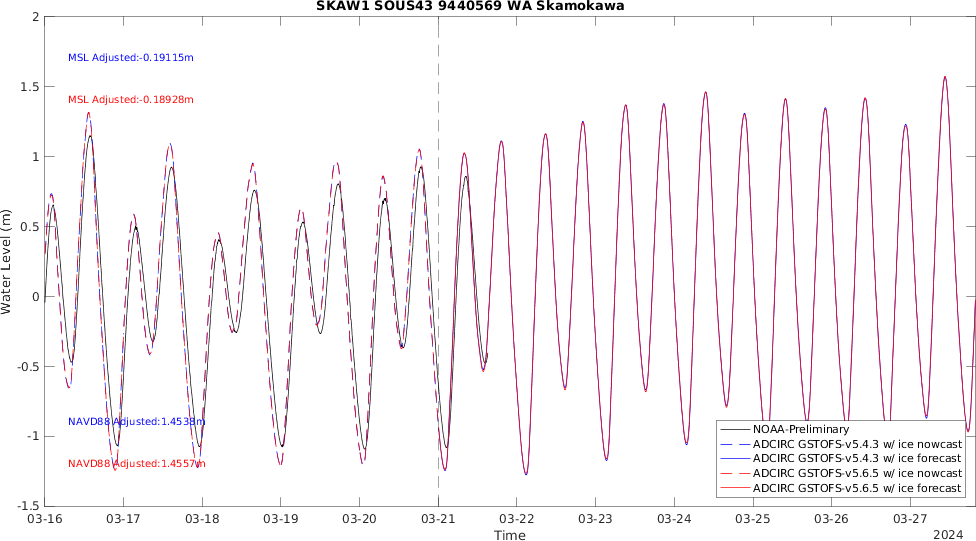 SKAW1 SOUS43 9440569 WA Skamokawa
2
1.5
1
0.5
0
-0.5
-1
-1.5
Water Level (m)
MSL Adjusted:-0.19115m
MSL Adjusted:-0.18928m
NAVD88 Adjusted:1.4538m
NAVD88 Adjusted:1.4557m
NOAA-Preliminary
ADCIRC GSTOFS-v5.4.3 w/ ice nowcast
ADCIRC GSTOFS-v5.4.3 w/ ice forecast
ADCIRC GSTOFS-v5.6.5 w/ ice nowcast
ADCIRC GSTOFS-v5.6.5 w/ ice forecast
03-16 03-17 03-18 03-19 03-20 03-21 03-22 03-23 03-24 03-25 03-26 03-27
Time
2024